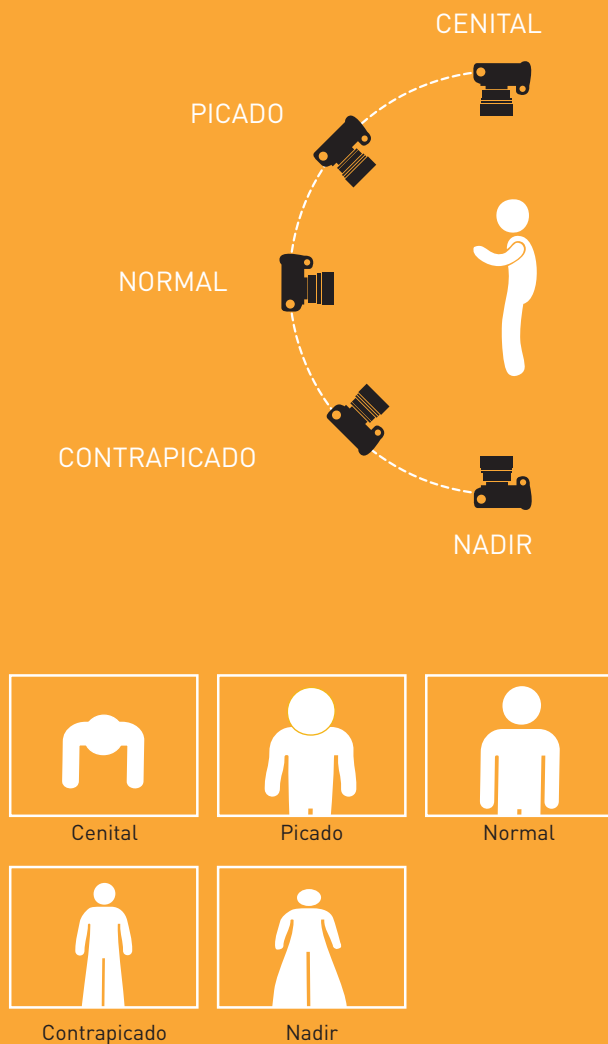 CENITAL
PICADO
NORMAL
CONTRAPICADO
NADIR
Cenital
Picado
Normal
Contrapicado
Nadir